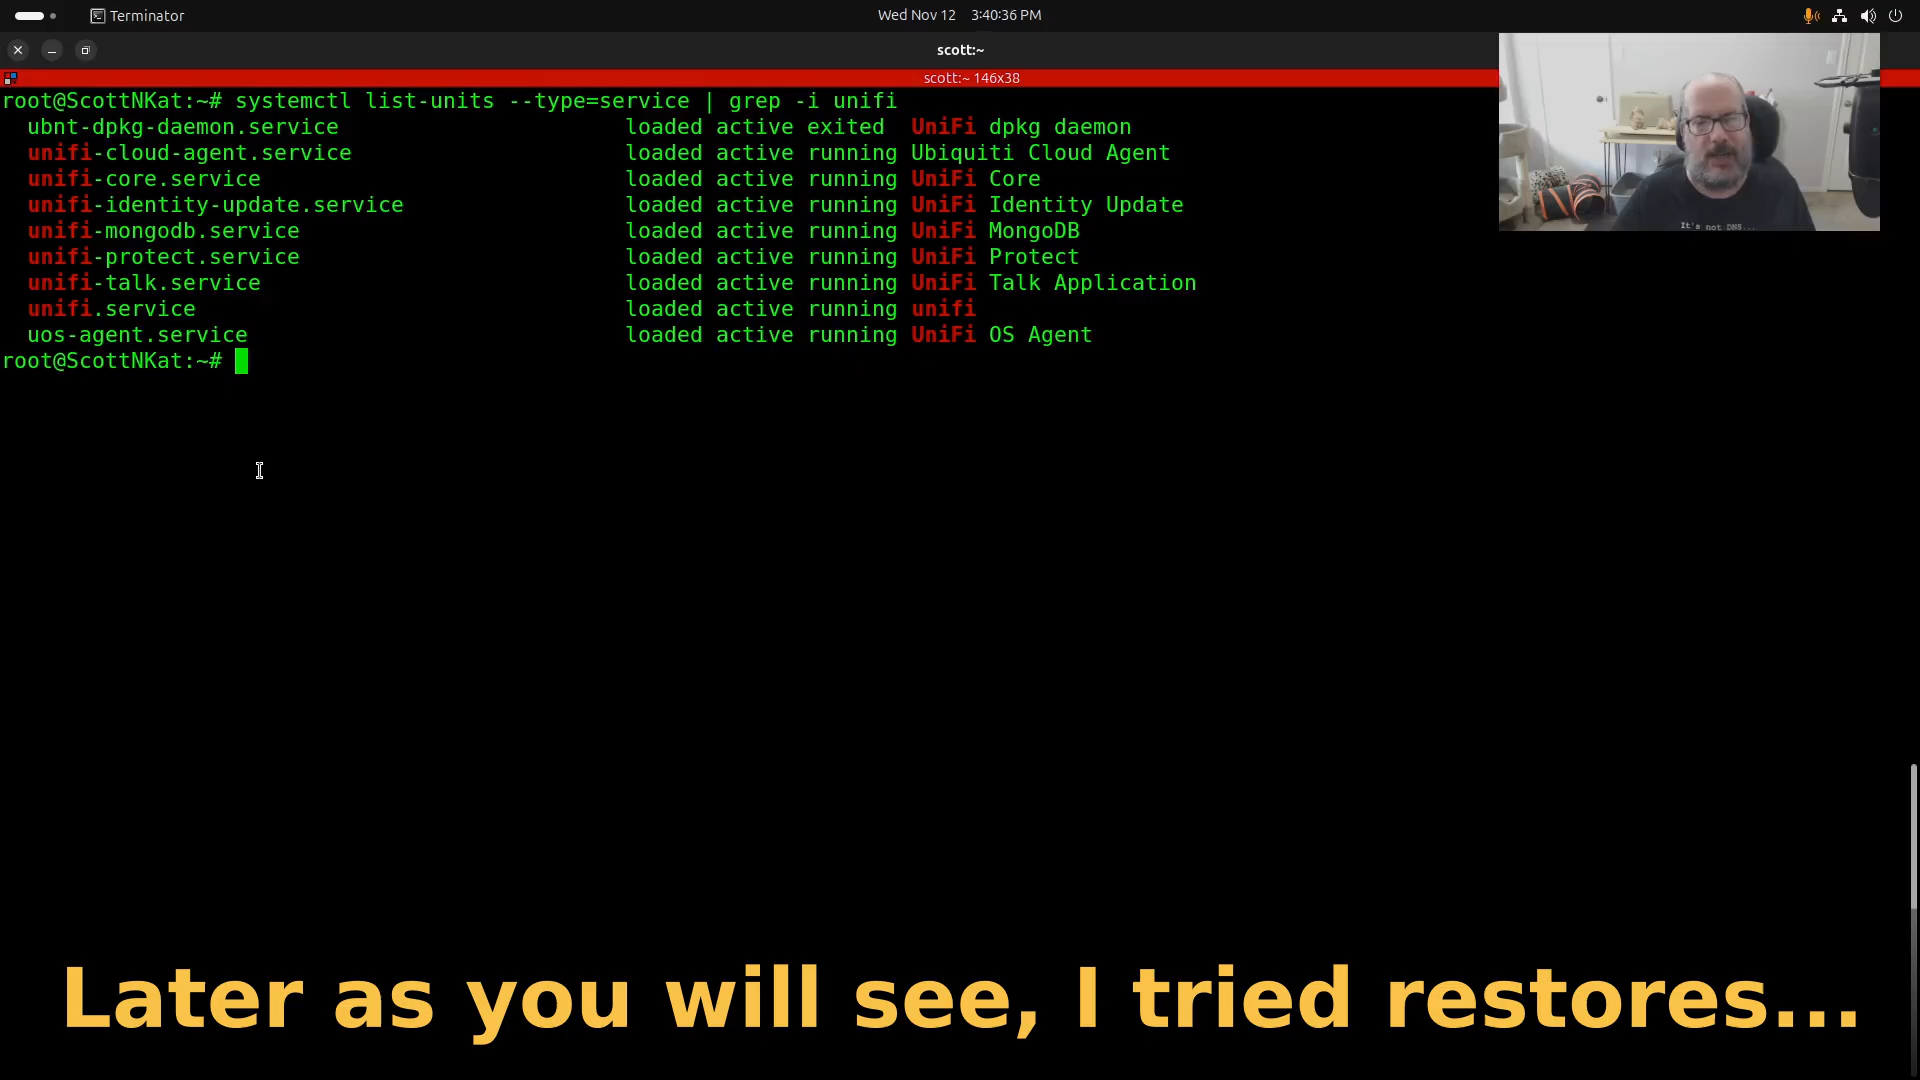 Terminator
Wed Nov 12 3:40:36 PM
scott:~
scott:~ 146x38
root@ScottNKat:~# systemctl list-units --type=service | grep -i unifi
ubnt-dpkg-daemon.service loaded active exited UniFi dpkg daemon
unifi-cloud-agent.service loaded active running Ubiquiti Cloud Agent
unifi-core.service loaded active running UniFi Core
unifi-identity-update.service loaded active running UniFi Identity Update
unifi-mongodb.service loaded active running UniFi MongoDB
unifi-protect.service loaded active running UniFi Protect
unifi-talk.service loaded active running UniFi Talk Application
unifi.service loaded active running unifi
uos-agent.service loaded active running UniFi OS Agent
root@ScottNKat:~#
It's not DNS...
Later as you will see, I tried restores...